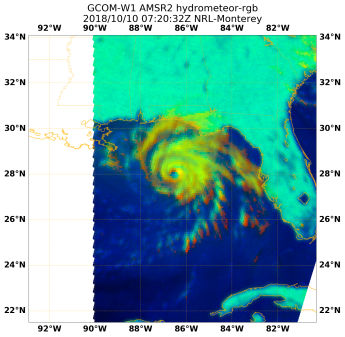 GCOM-W1 AMSR2 hydrometeor-rgb
2018/10/10 07:20:32Z NRL-Monterey
92°W 90°W 88°W 86°W 84°W 82°W
34°N 34°N
32°N 32°N
30°N 30°N
28°N 28°N
26°N 26°N
24°N 24°N
22°N 22°N
92°W 90°W 88°W 86°W 84°W 82°W